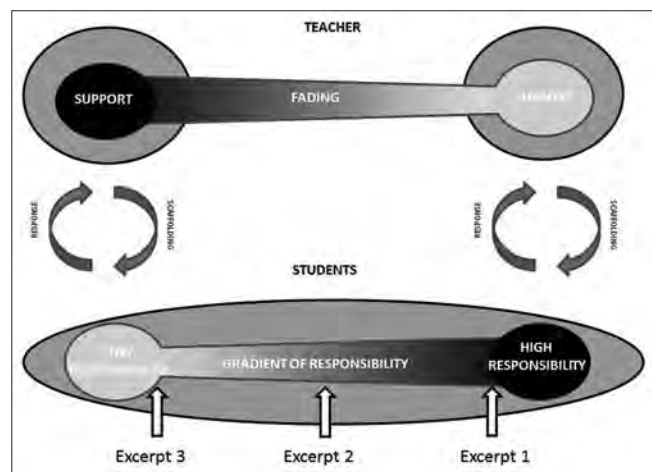 TEACHER
SUPPORT
FADING
RESPONSE
SCAFFOLDING
RESPONSE
SCAFFOLDING
STUDENTS
GRADIENT OF RESPONSIBILITY
HIGH
RESPONSIBILITY
Excerpt 3
Excerpt 2
Excerpt 1